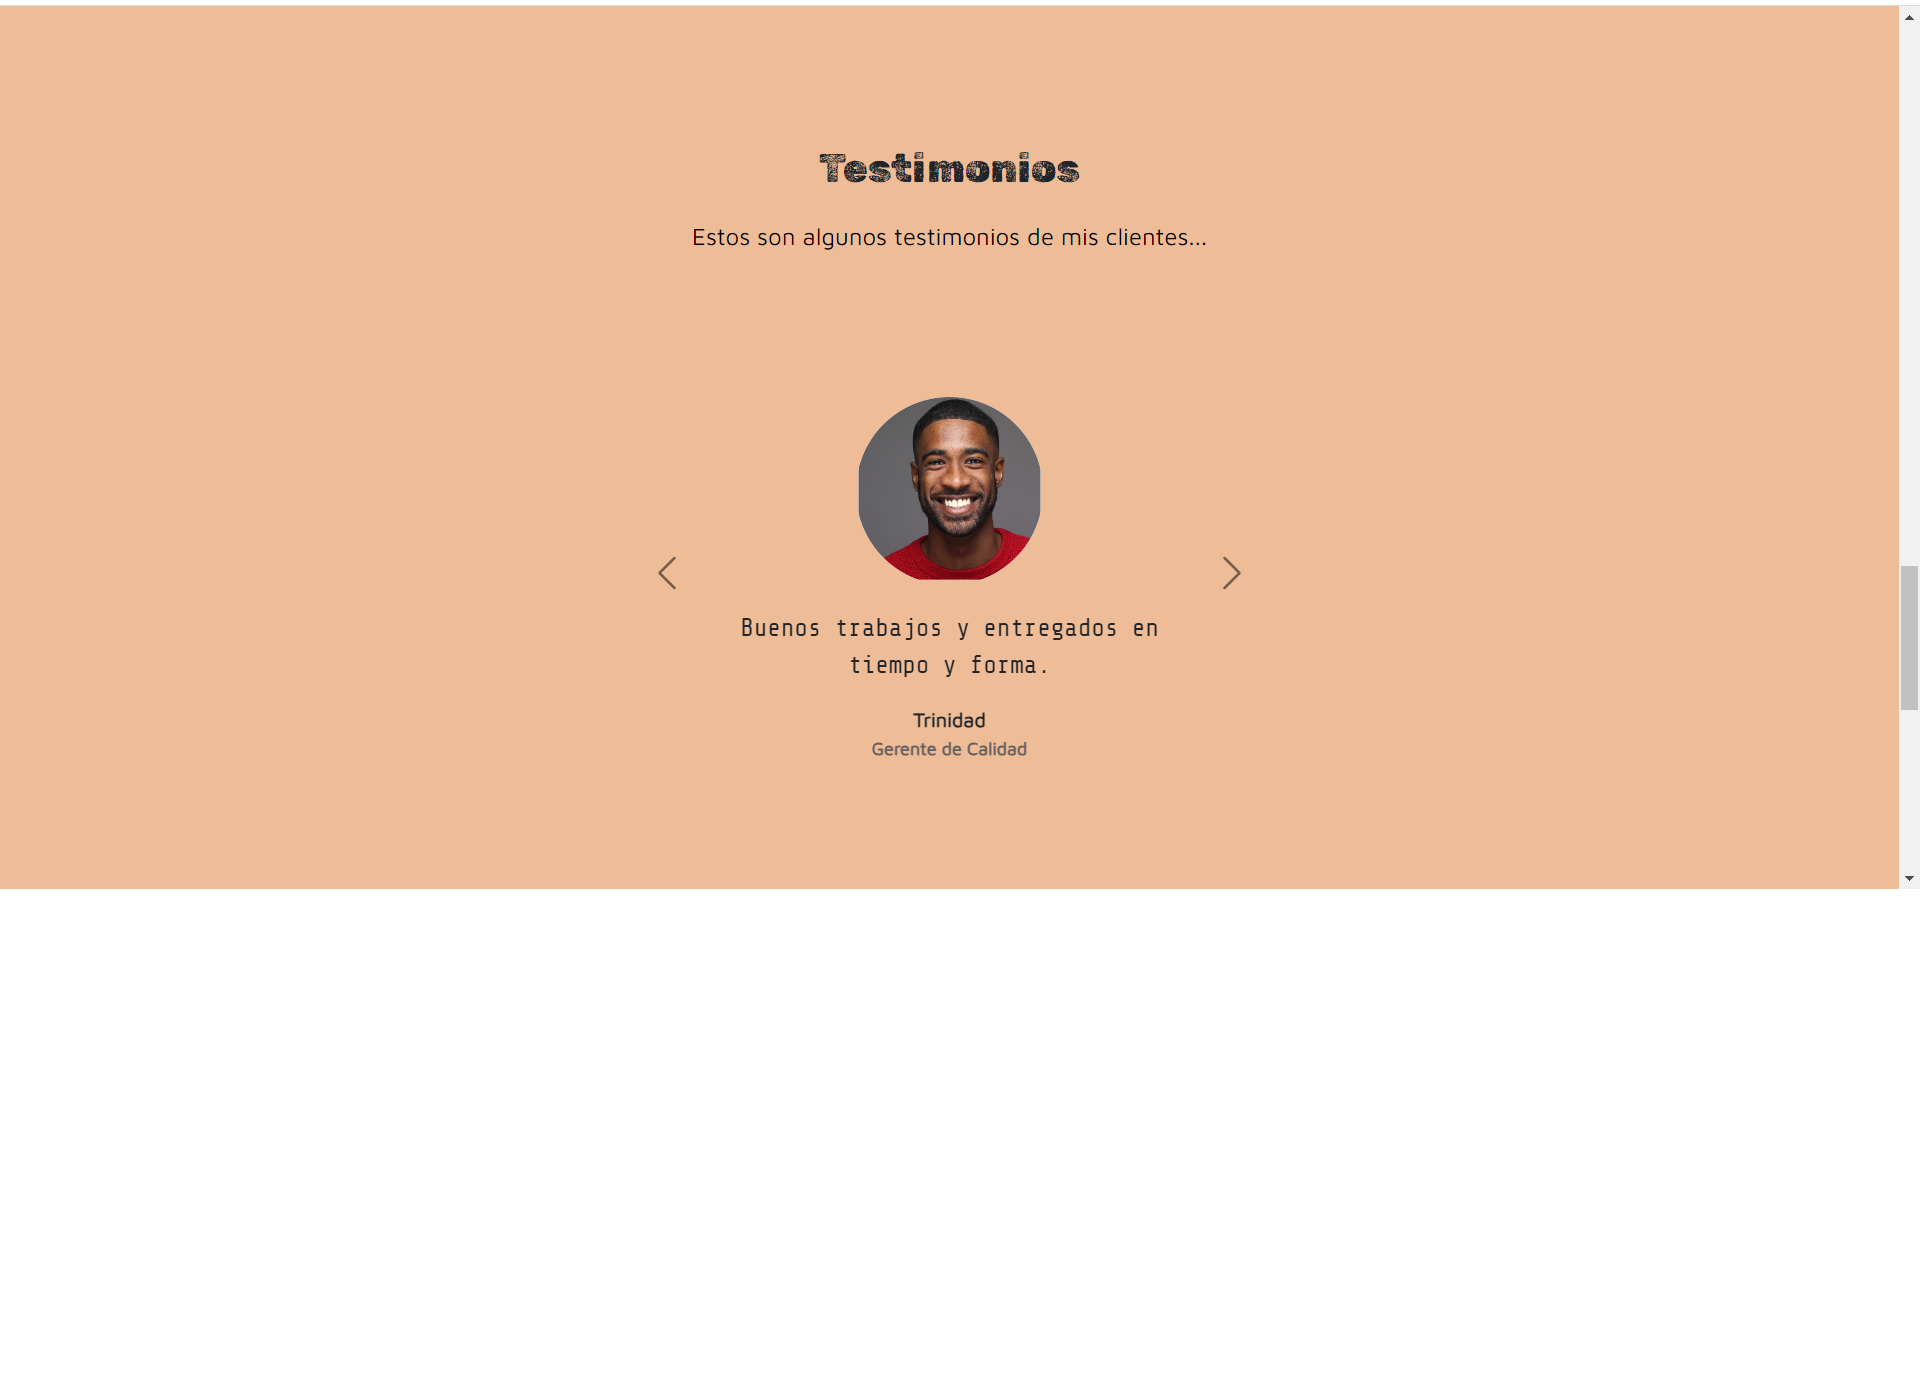 Testimonios
Estos son algunos testimonios de mis clientes...
Buenos trabajos y entregados en
tiempo y forma.
Trinidad
Gerente de Calidad